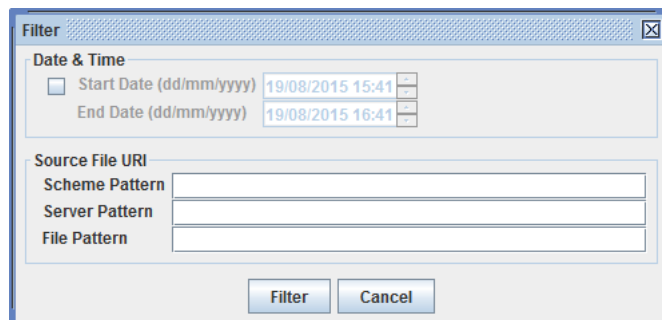 Filter
Date & Time
Start Date (dd/mm/yyyy) 19/08/2015 15:41
End Date (dd/mm/yyyy) 19/08/2015 16:41
Source File URI
Scheme Pattern
Server Pattern
File Pattern
Filter Cancel